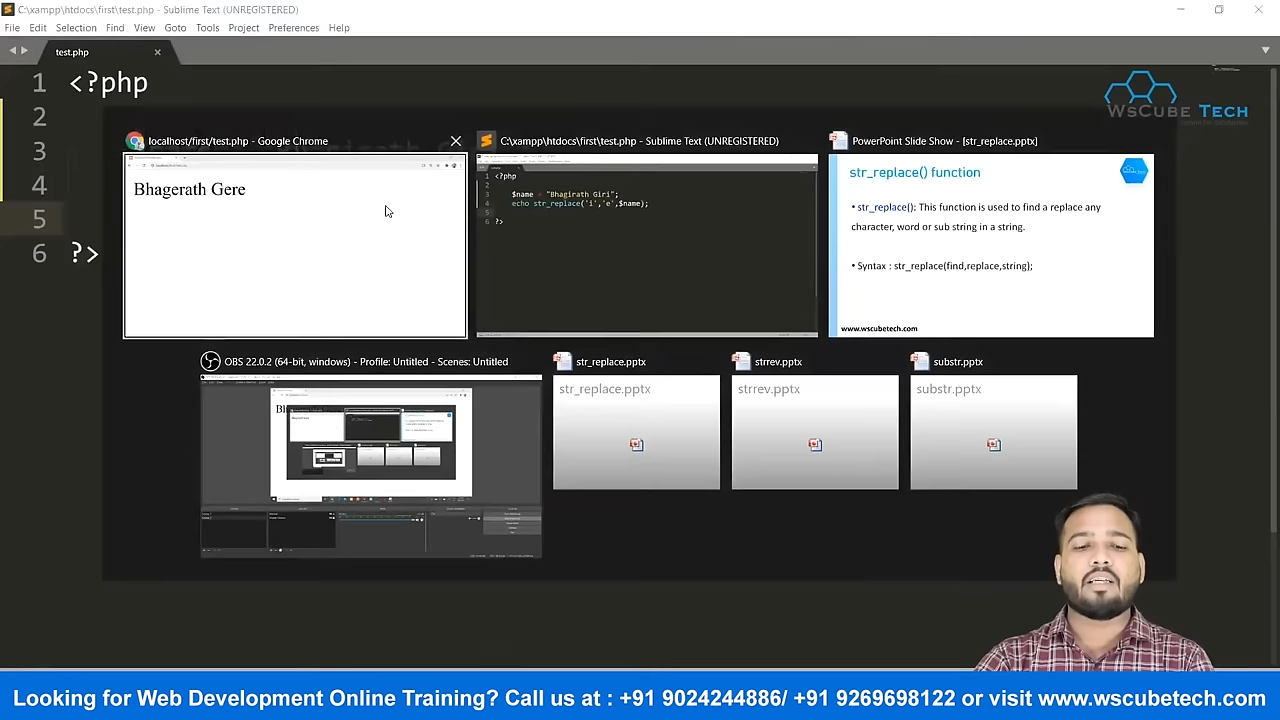 C:\xampp\htdocs\first\test.php - Sublime Text (UNREGISTERED)
File Edit Selection Find View Goto Tools Project Preferences Help
test.php
1 <?php
2
3
4
5
6 ?>
WsCube Tech
localhost/first/test.php - Google Chrome
Bhagerath Gere
C:\xampp\htdocs\first\test.php - Sublime Text (UNREGISTERED)
1 <?php
2
3 $name = "Bhagirath Giri";
4 echo str_replace('i','e',$name);
5
6 ?>
PowerPoint Slide Show - [str_replace.pptx]
str_replace() function
• str_replace(): This function is used to find a replace any
character, word or sub string in a string.
• Syntax : str_replace(find,replace,string);
www.wscubetech.com
OBS 22.0.2 (64-bit, windows) - Profile: Untitled - Scenes: Untitled
str_replace.pptx
str_replace.pptx
strrev.pptx
strrev.pptx
substr.pptx
substr.pptx
Looking for Web Development Online Training? Call us at : +91 9024244886/ +91 9269698122 or visit www.wscubetech.com